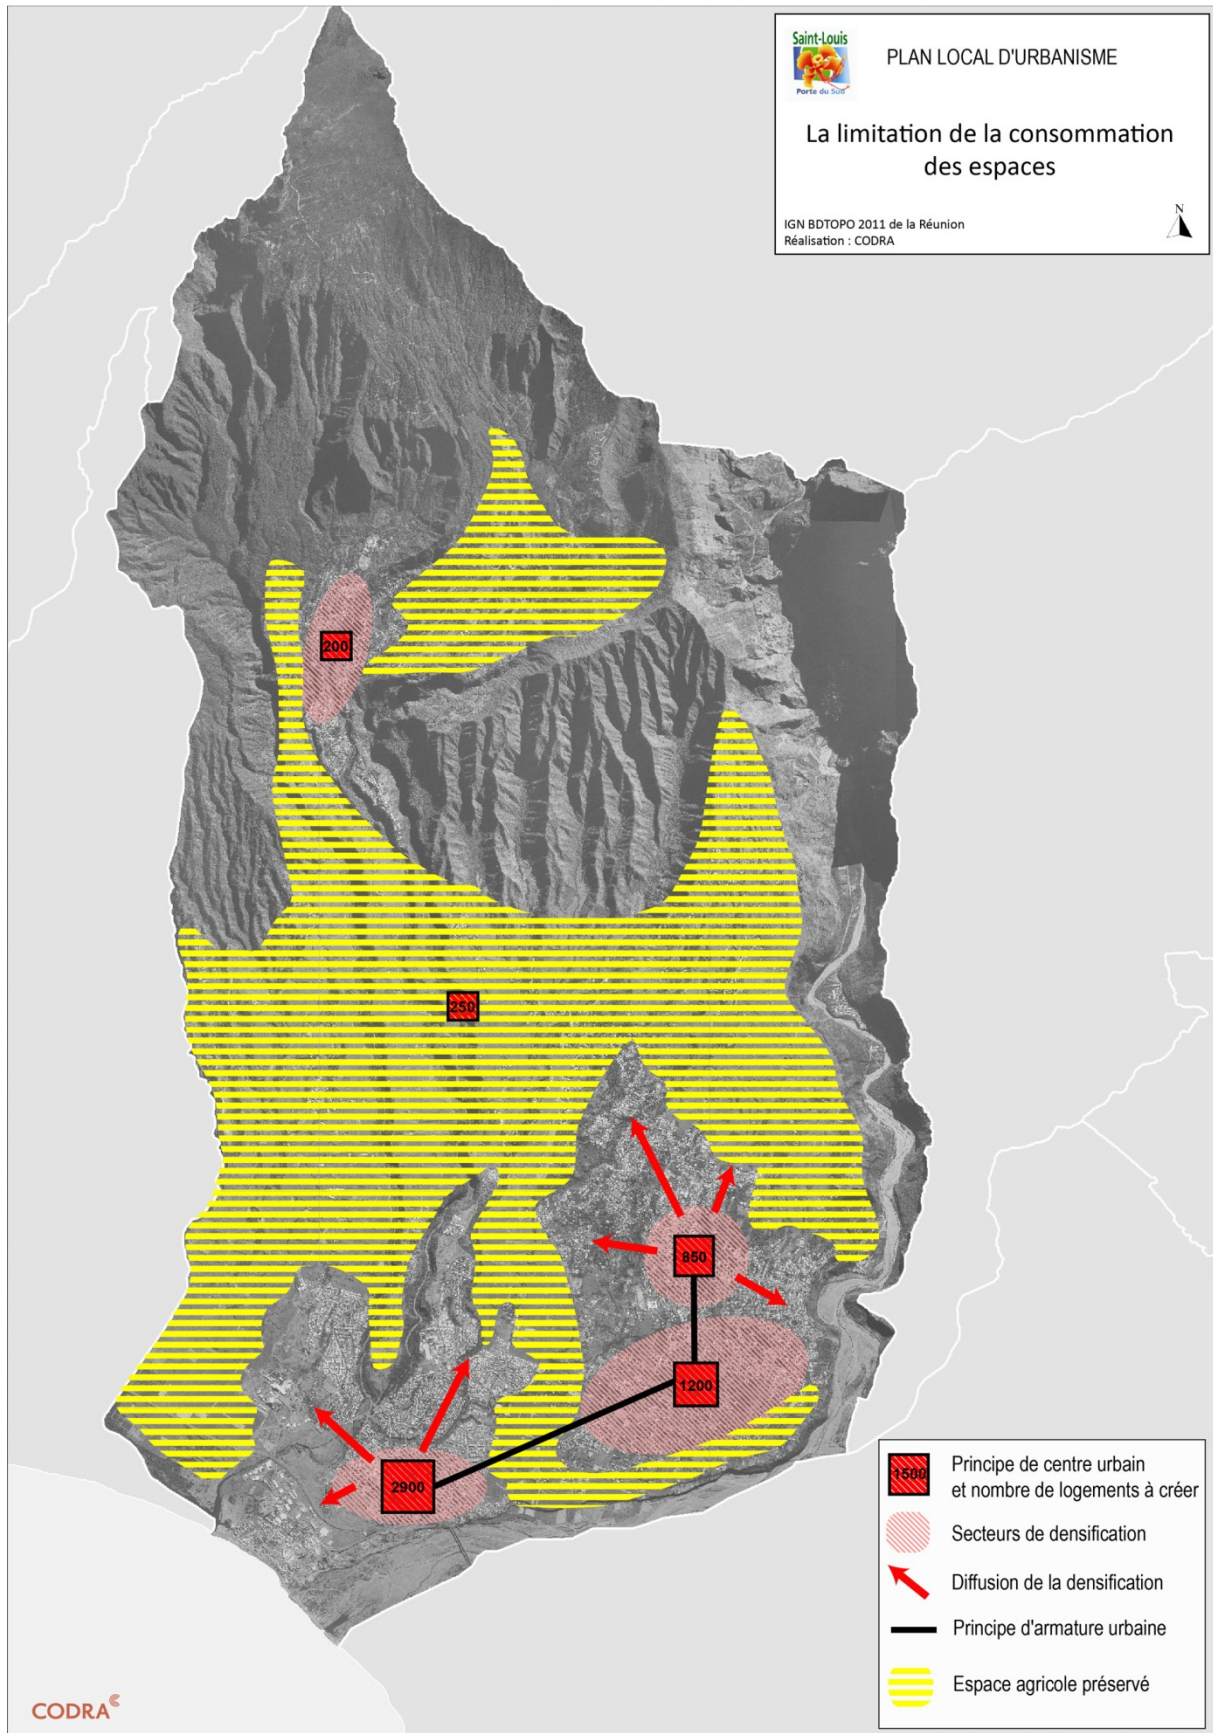 Saint-Louis
Porte du Sud
PLAN LOCAL D'URBANISME
La limitation de la consommation
des espaces
IGN BDTOPO 2011 de la Réunion
Réalisation : CODRA
N
200
250
850
1200
2900
1500
Principe de centre urbain
et nombre de logements à créer
Secteurs de densification
Diffusion de la densification
Principe d'armature urbaine
Espace agricole préservé
CODRA